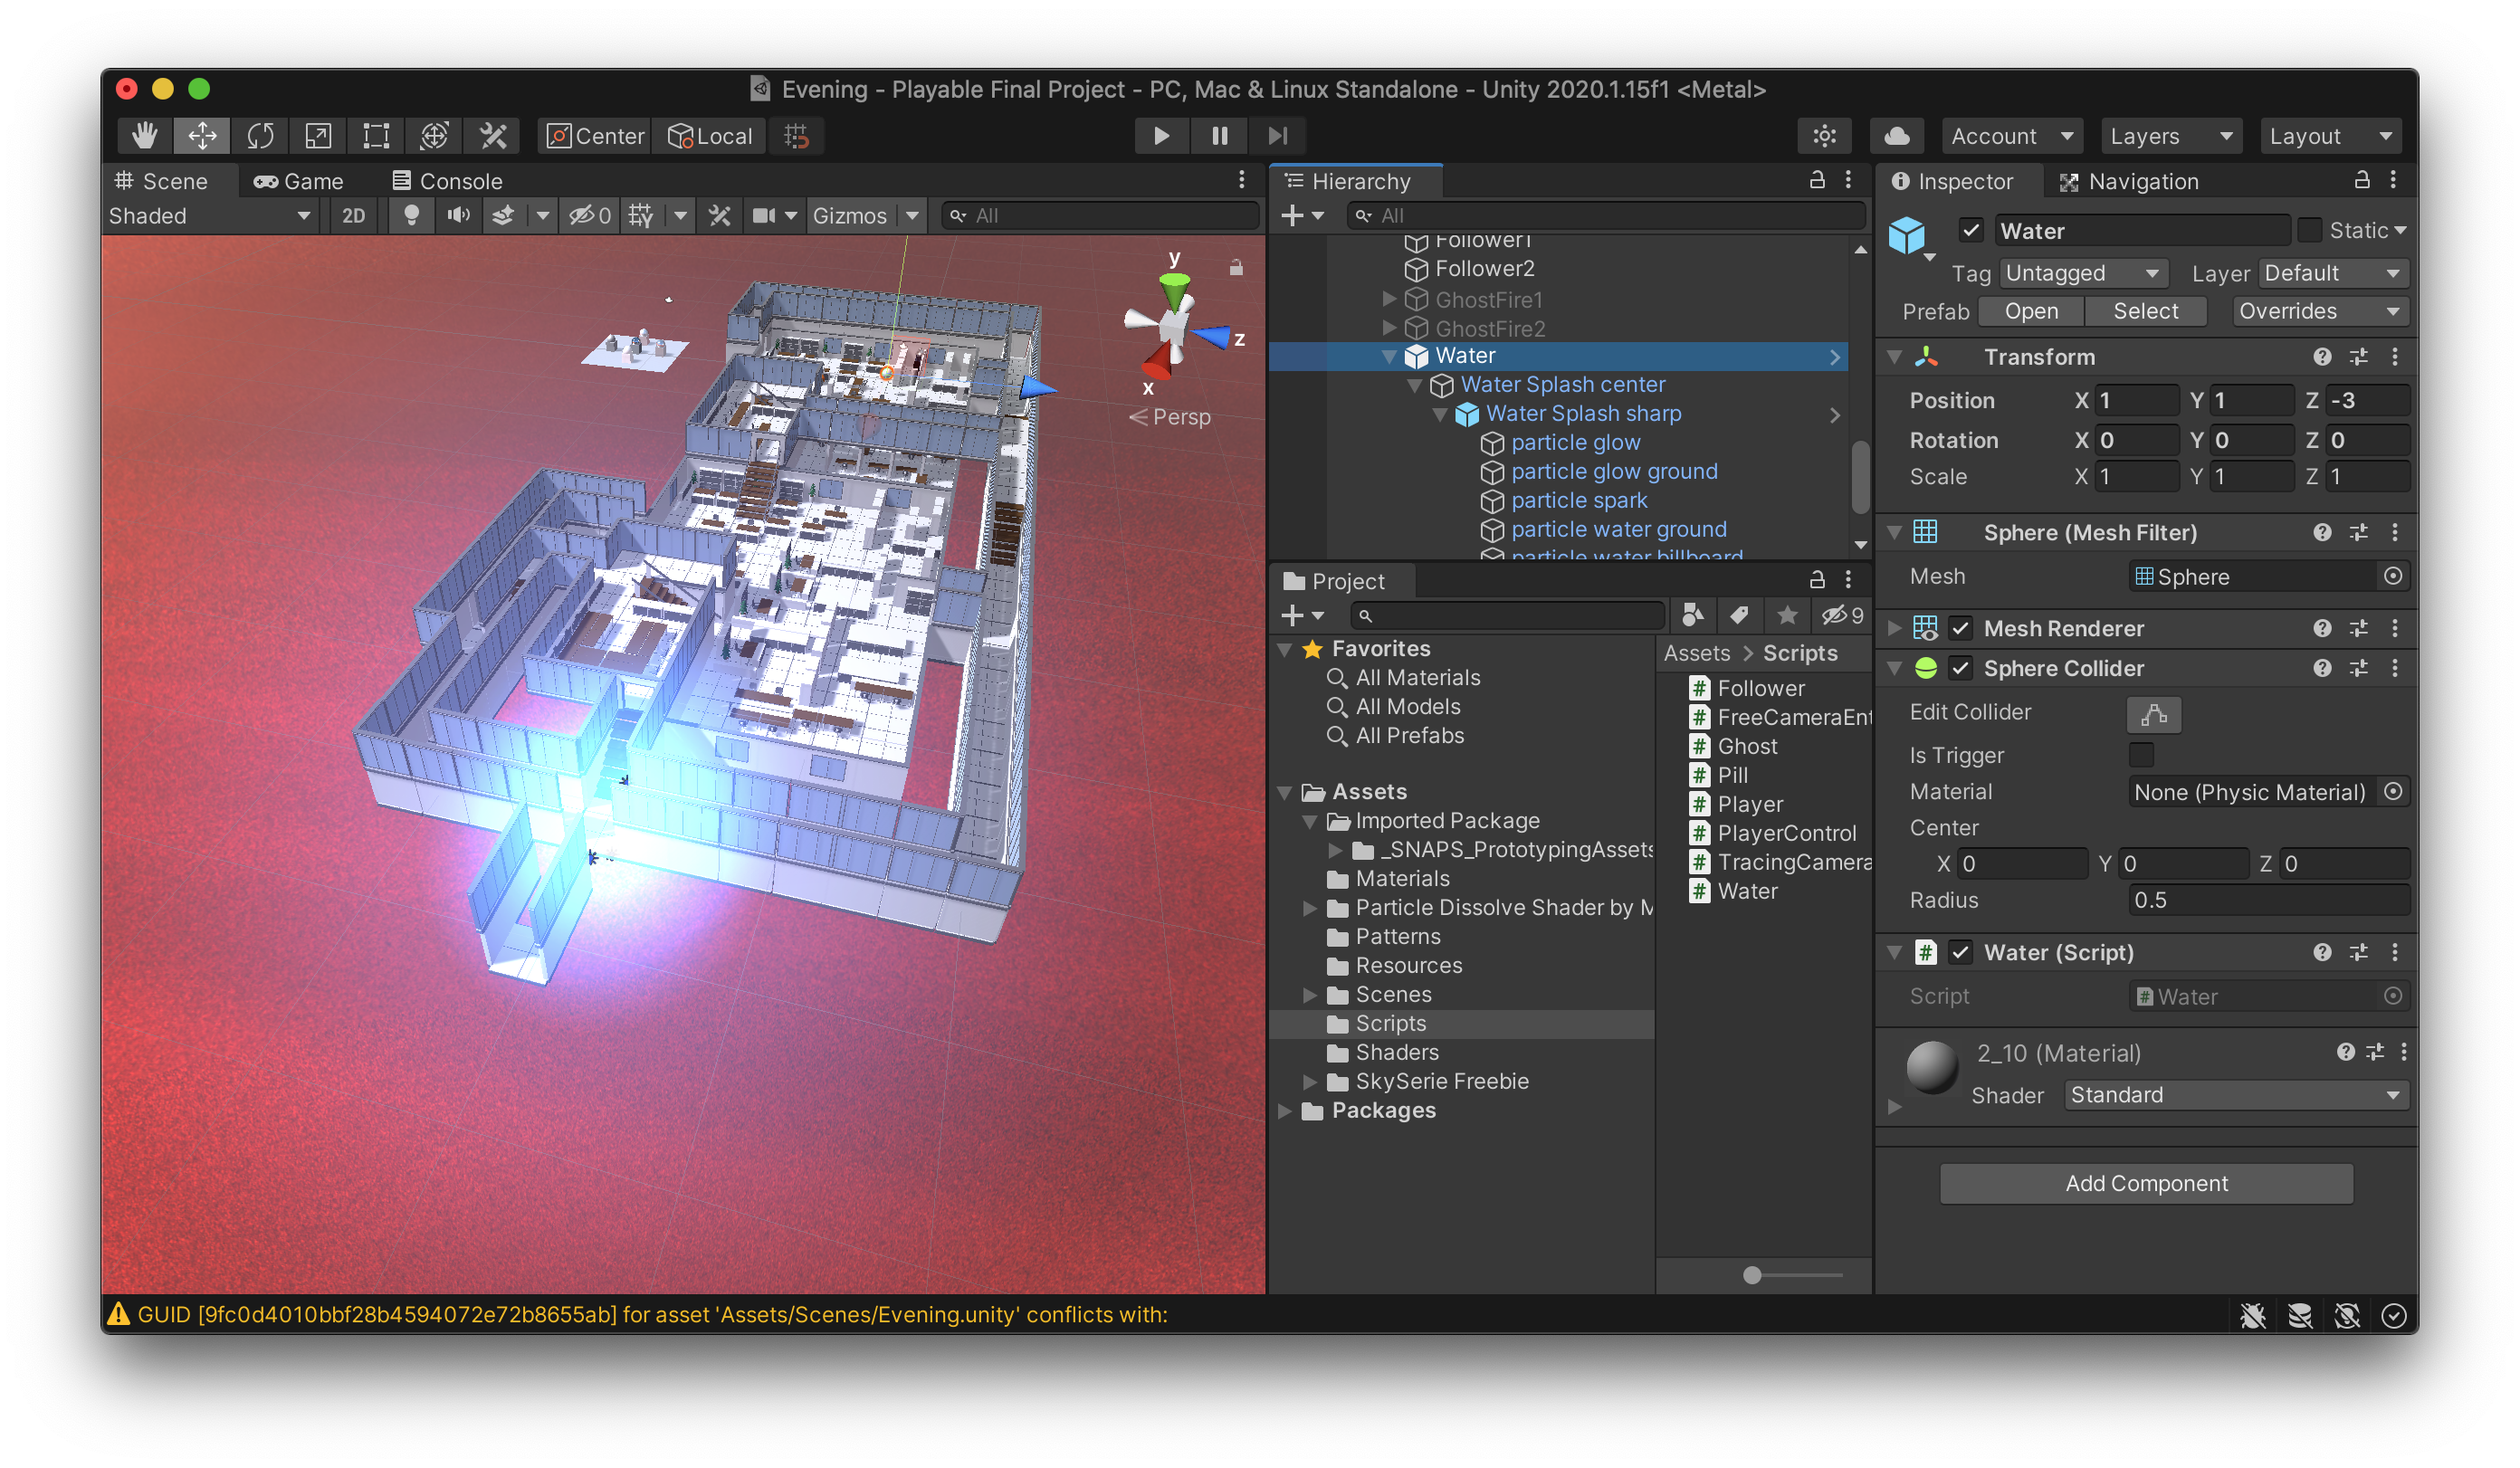 Evening - Playable Final Project - PC, Mac & Linux Standalone - Unity 2020.1.15f1 <Metal>
Center
Local
Account
Layers
Layout
Scene
Game
Console
Shaded
2D
0
Gizmos
All
y
z
x
Persp
Hierarchy
All
Follower1
Follower2
GhostFire1
GhostFire2
Water
Water Splash center
Water Splash sharp
particle glow
particle glow ground
particle spark
particle water ground
particle water billboard
Project
9
Favorites
All Materials
All Models
All Prefabs
Assets
Imported Package
_SNAPS_PrototypingAssets
Materials
Particle Dissolve Shader by M
Patterns
Resources
Scenes
Scripts
Shaders
SkySerie Freebie
Packages
Assets > Scripts
Follower
FreeCameraEnt
Ghost
Pill
Player
PlayerControl
TracingCamera
Water
Inspector
Navigation
Water
Static
Tag Untagged Layer Default
Prefab Open Select Overrides
Transform
Position X 1 Y 1 Z -3
Rotation X 0 Y 0 Z 0
Scale X 1 Y 1 Z 1
Sphere (Mesh Filter)
Mesh Sphere
Mesh Renderer
Sphere Collider
Edit Collider
Is Trigger
Material None (Physic Material)
Center
X 0 Y 0 Z 0
Radius 0.5
Water (Script)
Script Water
2_10 (Material)
Shader Standard
Add Component
GUID [9fc0d4010bbf28b4594072e72b8655ab] for asset 'Assets/Scenes/Evening.unity' conflicts with: